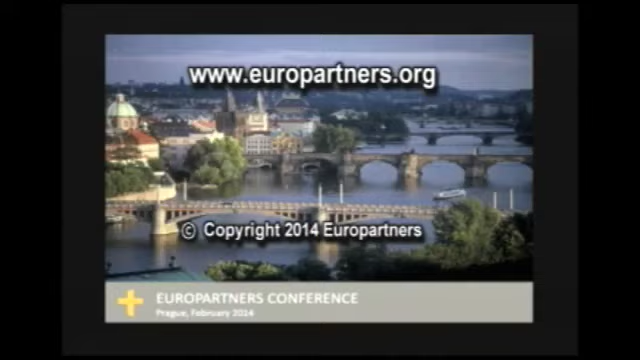 www.europartners.org
© Copyright 2014 Europartners
EUROPARTNERS CONFERENCE
Prague, February 2014